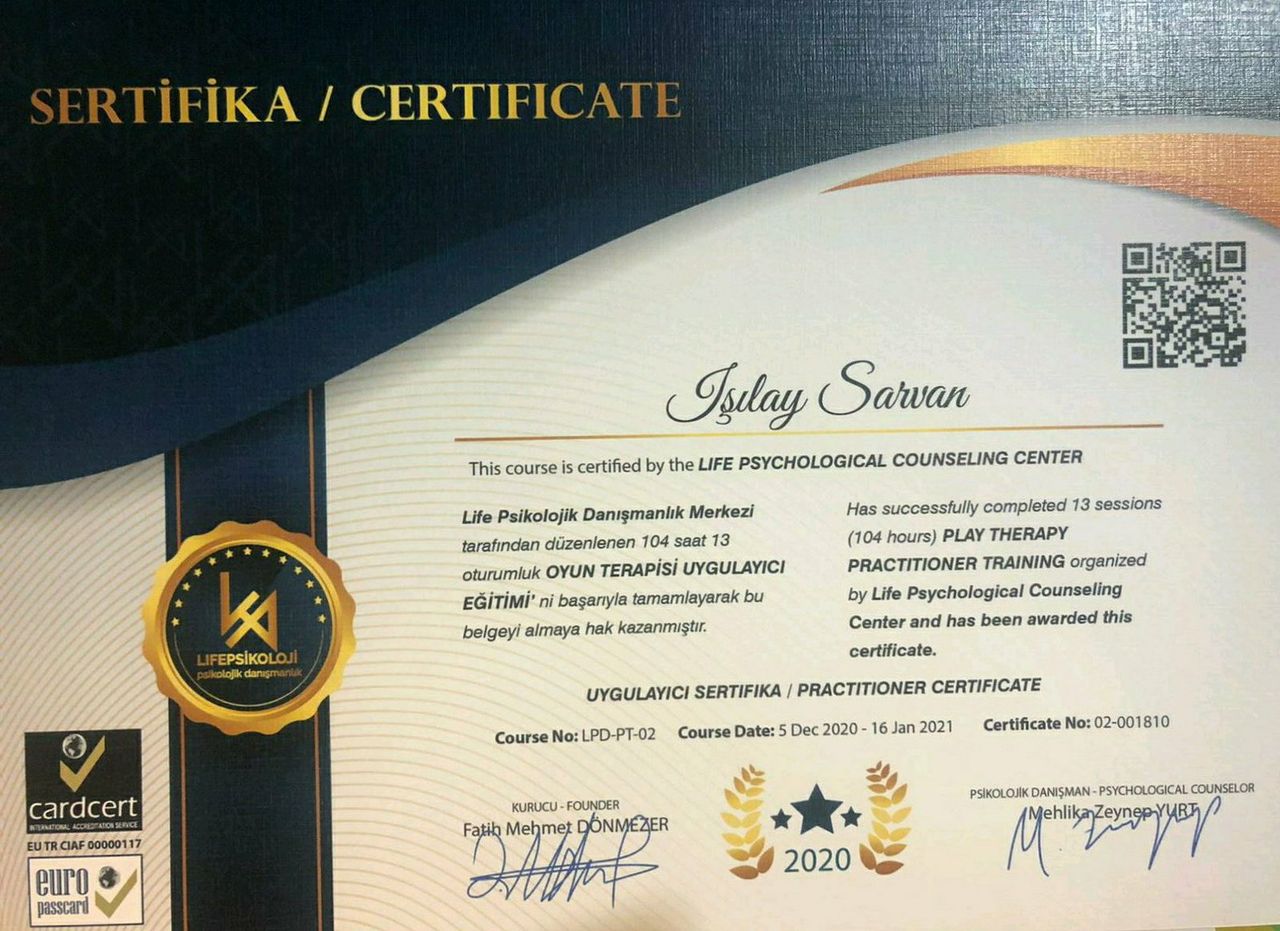 SERTİFİKA / CERTIFICATE
Işılay Sarvan
This course is certified by the LIFE PSYCHOLOGICAL COUNSELING CENTER
Life Psikolojik Danışmanlık Merkezi
tarafından düzenlenen 104 saat 13
oturumluk OYUN TERAPİSİ UYGULAYICI
EĞİTİMİ' ni başarıyla tamamlayarak bu
belgeyi almaya hak kazanmıştır.
Has successfully completed 13 sessions
(104 hours) PLAY THERAPY
PRACTITIONER TRAINING organized
by Life Psychological Counseling
Center and has been awarded this
certificate.
UYGULAYICI SERTIFIKA / PRACTITIONER CERTIFICATE
Course No: LPD-PT-02 Course Date: 5 Dec 2020 - 16 Jan 2021 Certificate No: 02-001810
LIFEPSİKOLOJİ
psikolojik danışmanlık
cardcert
INTERNATIONAL ACCREDITATION SERVICE
EU TR CIAF 00000117
euro
passcard
KURUCU - FOUNDER
Fatih Mehmet DÖNMEZER
2020
PSİKOLOJİK DANIŞMAN - PSYCHOLOGICAL COUNSELOR
Mehlika Zeynep YURT